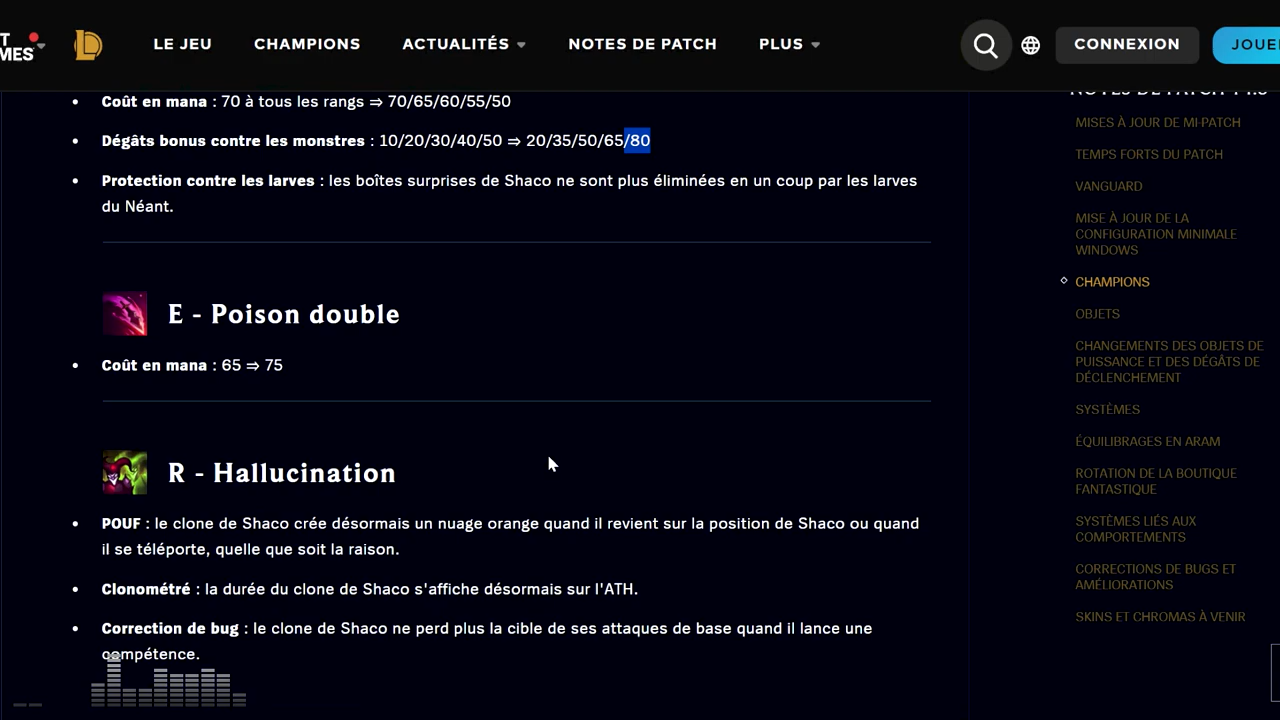 T
MES
LE JEU
CHAMPIONS
ACTUALITÉS
NOTES DE PATCH
PLUS
CONNEXION
JOUE
Coût en mana : 70 à tous les rangs ⇒ 70/65/60/55/50
Dégâts bonus contre les monstres : 10/20/30/40/50 ⇒ 20/35/50/65/80
Protection contre les larves : les boîtes surprises de Shaco ne sont plus éliminées en un coup par les larves
du Néant.
E - Poison double
Coût en mana : 65 ⇒ 75
R - Hallucination
POUF : le clone de Shaco crée désormais un nuage orange quand il revient sur la position de Shaco ou quand
il se téléporte, quelle que soit la raison.
Clonométré : la durée du clone de Shaco s'affiche désormais sur l'ATH.
Correction de bug : le clone de Shaco ne perd plus la cible de ses attaques de base quand il lance une
compétence.
MISES À JOUR DE MI-PATCH
TEMPS FORTS DU PATCH
VANGUARD
MISE À JOUR DE LA
CONFIGURATION MINIMALE
WINDOWS
CHAMPIONS
OBJETS
CHANGEMENTS DES OBJETS DE
PUISSANCE ET DES DÉGÂTS DE
DÉCLENCHEMENT
SYSTÈMES
ÉQUILIBRAGES EN ARAM
ROTATION DE LA BOUTIQUE
FANTASTIQUE
SYSTÈMES LIÉS AUX
COMPORTEMENTS
CORRECTIONS DE BUGS ET
AMÉLIORATIONS
SKINS ET CHROMAS À VENIR